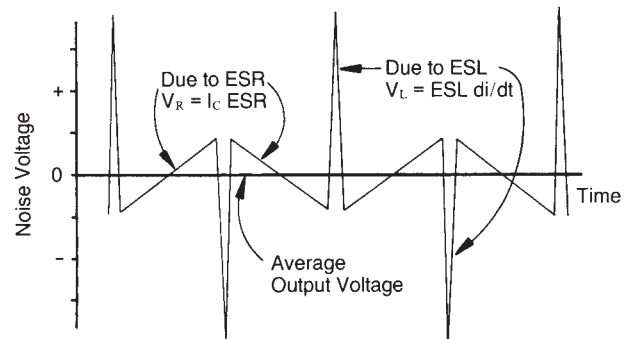 Noise Voltage
+
0
−
Due to ESR
V_R = I_C ESR
Due to ESL
V_L = ESL di/dt
Time
Average
Output Voltage